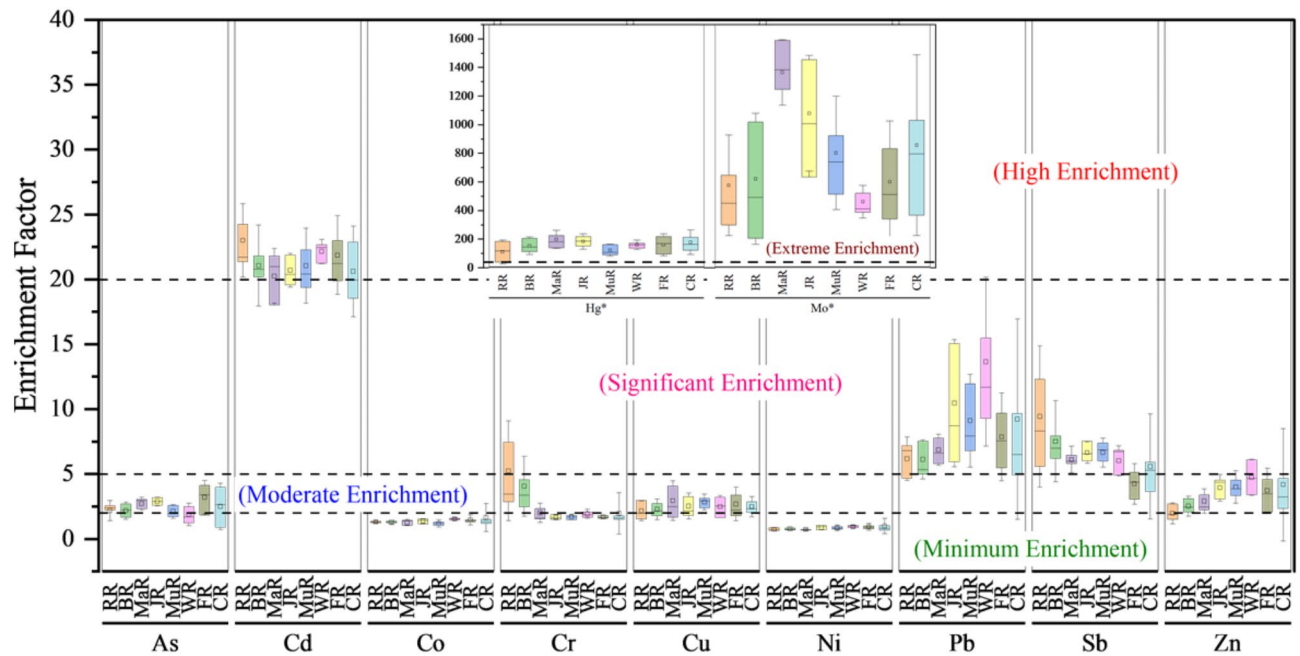 Enrichment Factor
40
35
30
25
20
15
10
5
2
0
1600
1400
1200
1000
800
600
400
200
0
(Extreme Enrichment)
RR BR MaR JR MuR WR FR CR RR BR MaR JR MuR WR FR CR
Hg* Mo*
(High Enrichment)
(Significant Enrichment)
(Moderate Enrichment)
(Minimum Enrichment)
RR BR MaR JR MuR WR FR CR RR BR MaR JR MuR WR FR CR RR BR MaR JR MuR WR FR CR RR BR MaR JR MuR WR FR CR RR BR MaR JR MuR WR FR CR RR BR MaR JR MuR WR FR CR RR BR MaR JR MuR WR FR CR RR BR MaR JR MuR WR FR CR RR BR MaR JR MuR WR FR CR
As Cd Co Cr Cu Ni Pb Sb Zn